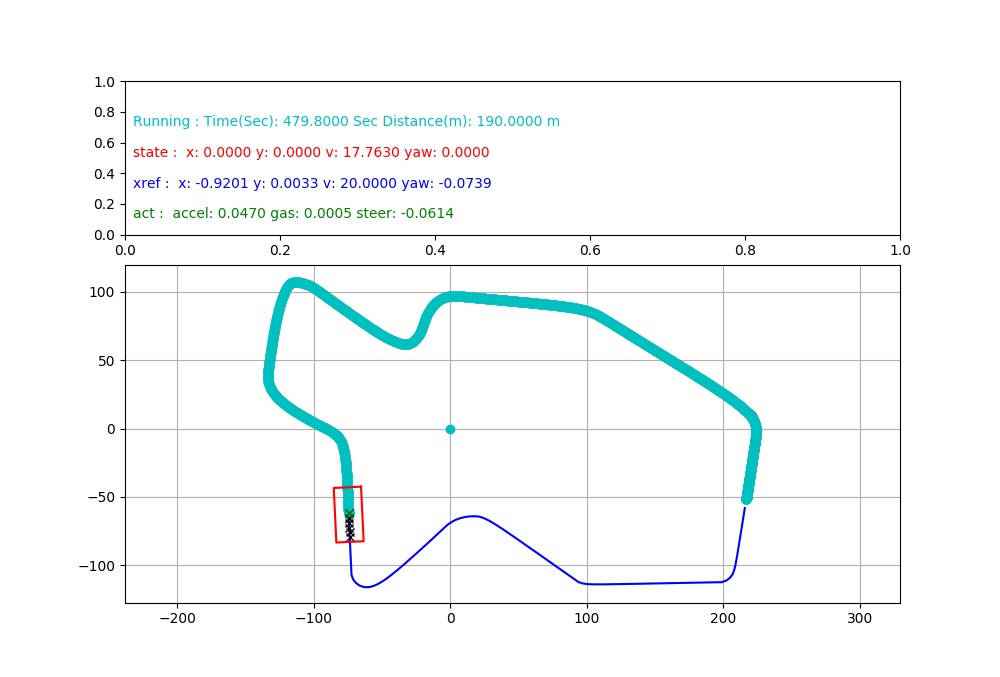 1.0
0.8
Running : Time(Sec): 479.8000 Sec Distance(m): 190.0000 m
0.6
state :  x: 0.0000 y: 0.0000 v: 17.7630 yaw: 0.0000
0.4
xref :  x: -0.9201 y: 0.0033 v: 20.0000 yaw: -0.0739
0.2
act :  accel: 0.0470 gas: 0.0005 steer: -0.0614
0.0
0.0 0.2 0.4 0.6 0.8 1.0
100
50
0
−50
−100
−200 −100 0 100 200 300